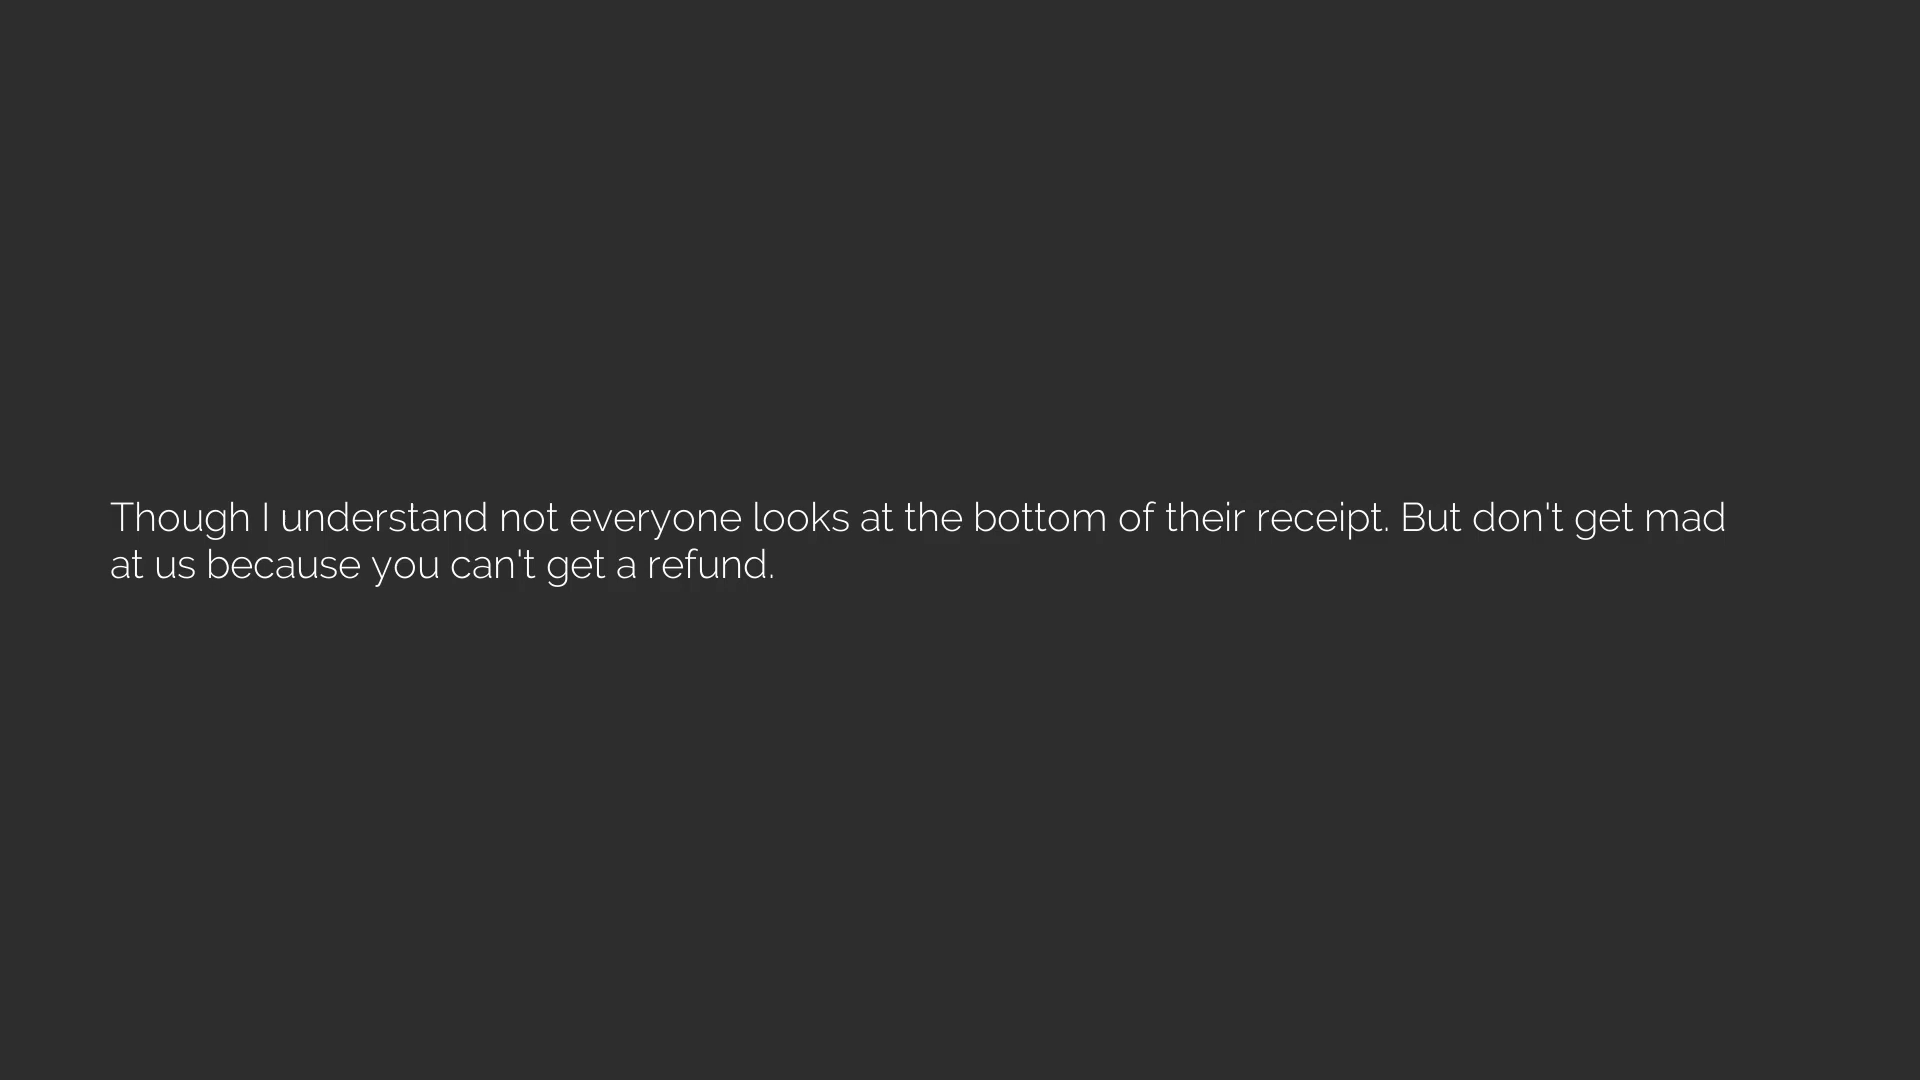 Though I understand not everyone looks at the bottom of their receipt. But don't get mad
at us because you can't get a refund.